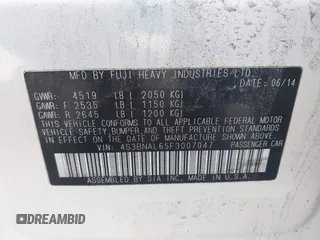 MFD BY FUJI HEAVY INDUSTRIES LTD.
DATE: 06/14
GVWR: 4519 LB ( 2050 KG)
GAWR: F 2535 LB ( 1150 KG)
GAWR: R 2645 LB ( 1200 KG)
THIS VEHICLE CONFORMS TO ALL APPLICABLE
FEDERAL MOTOR VEHICLE SAFETY, BUMPER, AND
THEFT PREVENTION STANDARDS IN EFFECT ON THE
DATE OF MANUFACTURE SHOWN ABOVE.
VIN: 4S3BNAL65F3007047
PASSENGER CAR
ASSEMBLED BY SIA INC. MADE IN U.S.A.